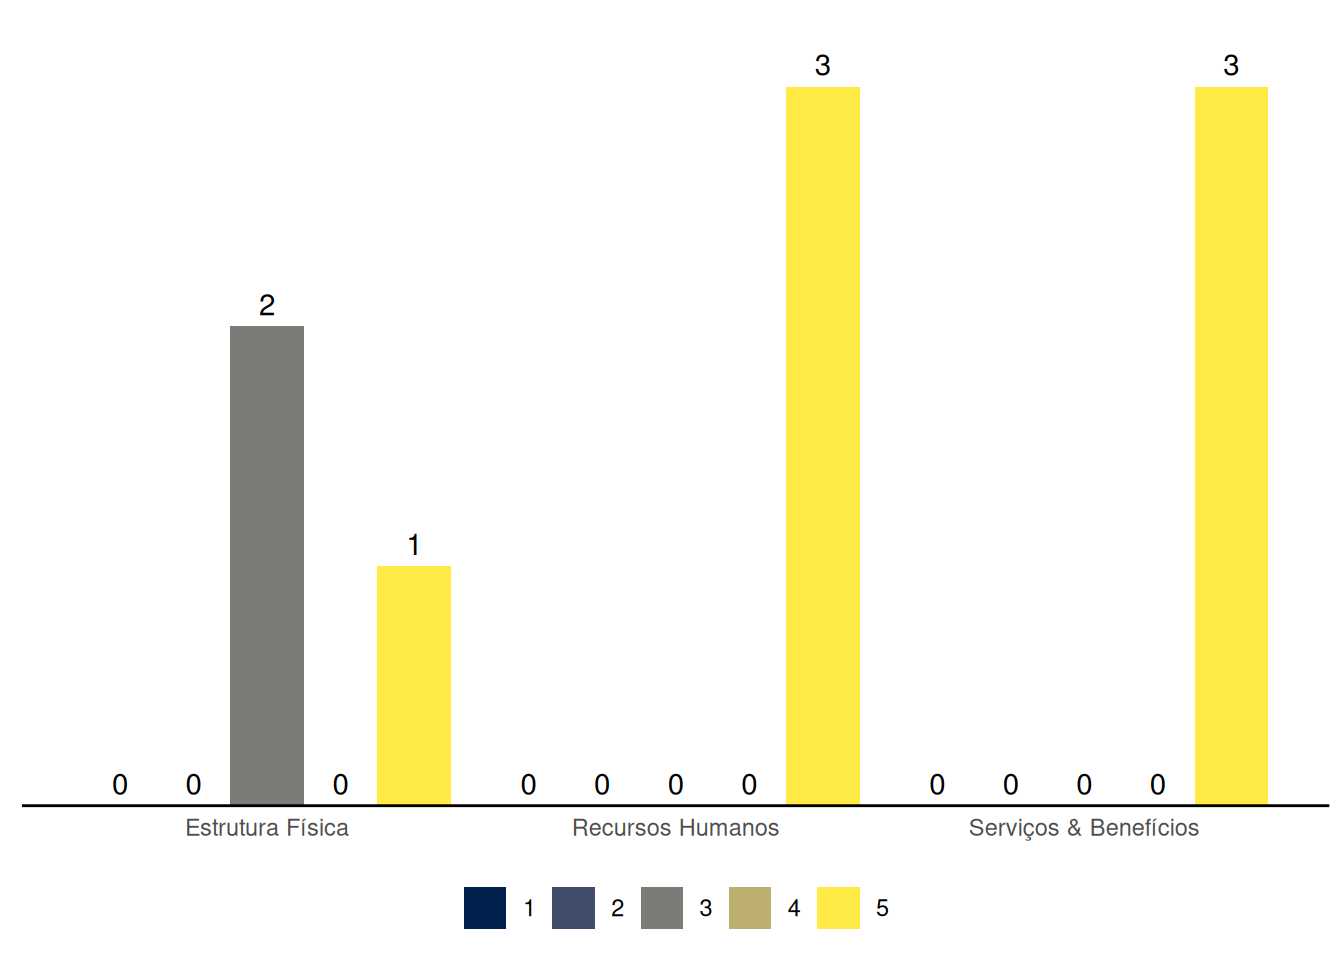 3 3
2
1
0 0 0 0 0 0 0 0 0 0 0
Estrutura Física Recursos Humanos Serviços & Benefícios
1 2 3 4 5